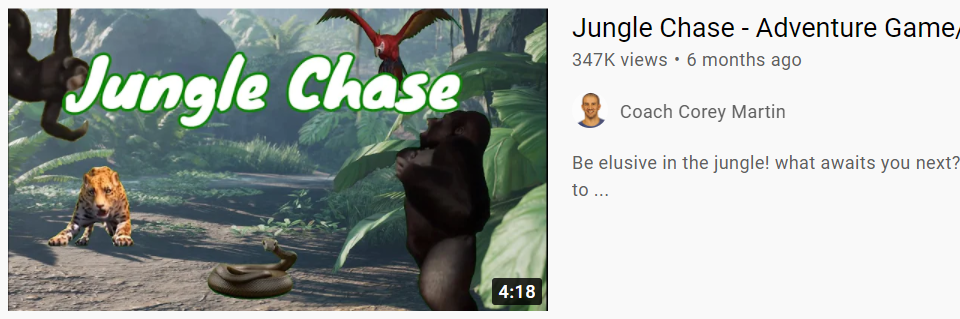 Jungle Chase
4:18
Jungle Chase - Adventure Game/
347K views • 6 months ago
Coach Corey Martin
Be elusive in the jungle! what awaits you next?
to ...